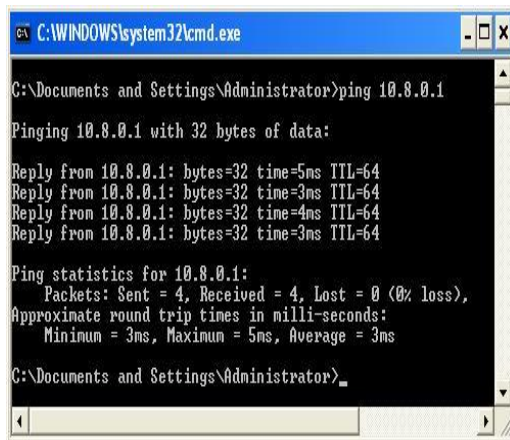 C:\WINDOWS\system32\cmd.exe
C:\Documents and Settings\Administrator>ping 10.8.0.1
Pinging 10.8.0.1 with 32 bytes of data:
Reply from 10.8.0.1: bytes=32 time=5ms TTL=64
Reply from 10.8.0.1: bytes=32 time=3ms TTL=64
Reply from 10.8.0.1: bytes=32 time=4ms TTL=64
Reply from 10.8.0.1: bytes=32 time=3ms TTL=64
Ping statistics for 10.8.0.1:
    Packets: Sent = 4, Received = 4, Lost = 0 (0% loss),
Approximate round trip times in milli-seconds:
    Minimum = 3ms, Maximum = 5ms, Average = 3ms
C:\Documents and Settings\Administrator>_